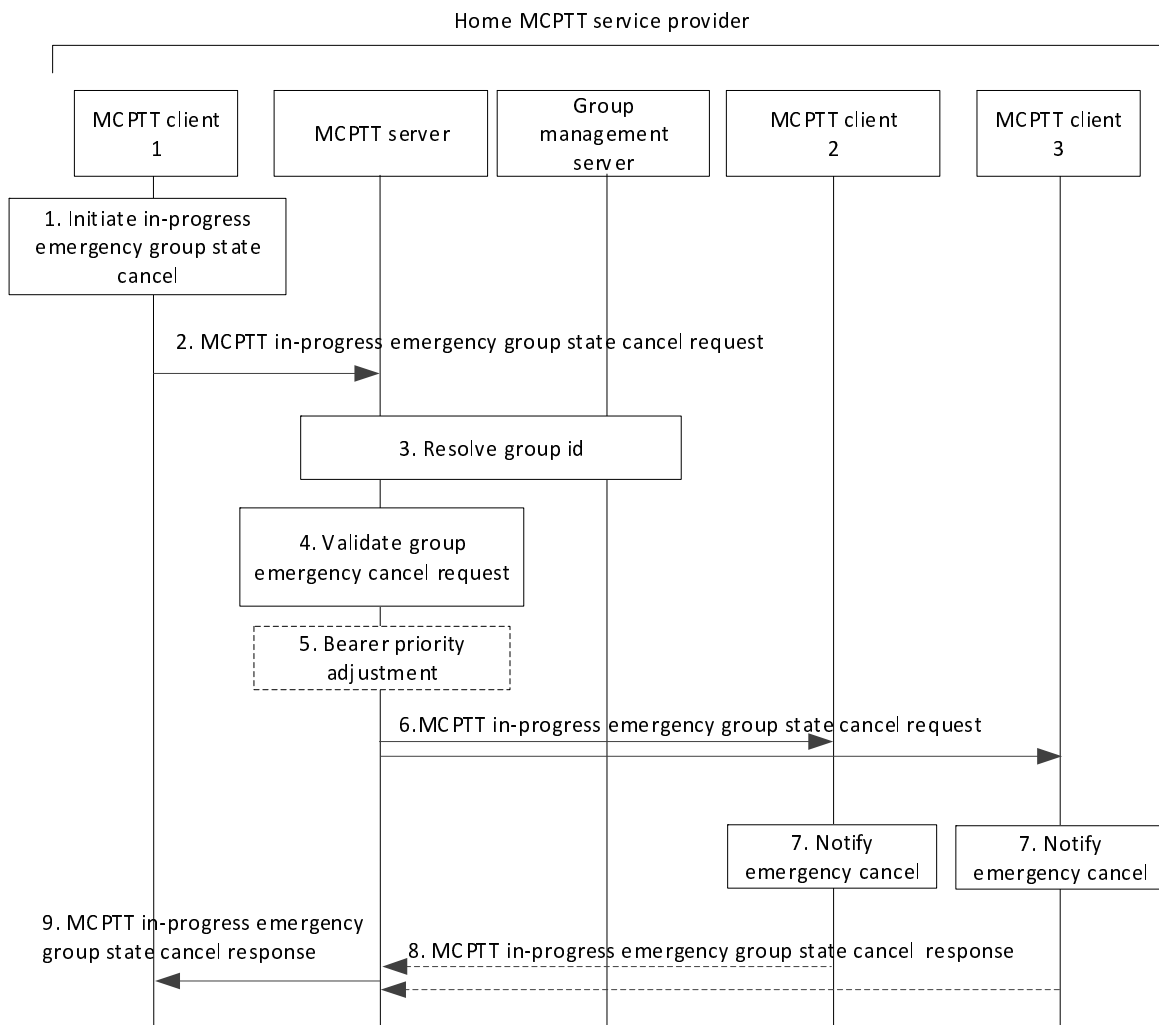 Home MCPTT service provider
MCPTT client
1
MCPTT server
Group
management
server
MCPTT client
2
MCPTT client
3
1. Initiate in-progress
emergency group state
cancel
2. MCPTT in-progress emergency group state cancel request
3. Resolve group id
4. Validate group
emergency cancel request
5. Bearer priority
adjustment
6.MCPTT in-progress emergency group state cancel request
7. Notify
emergency cancel
7. Notify
emergency cancel
9. MCPTT in-progress emergency
group state cancel response
8. MCPTT in-progress emergency group state cancel response